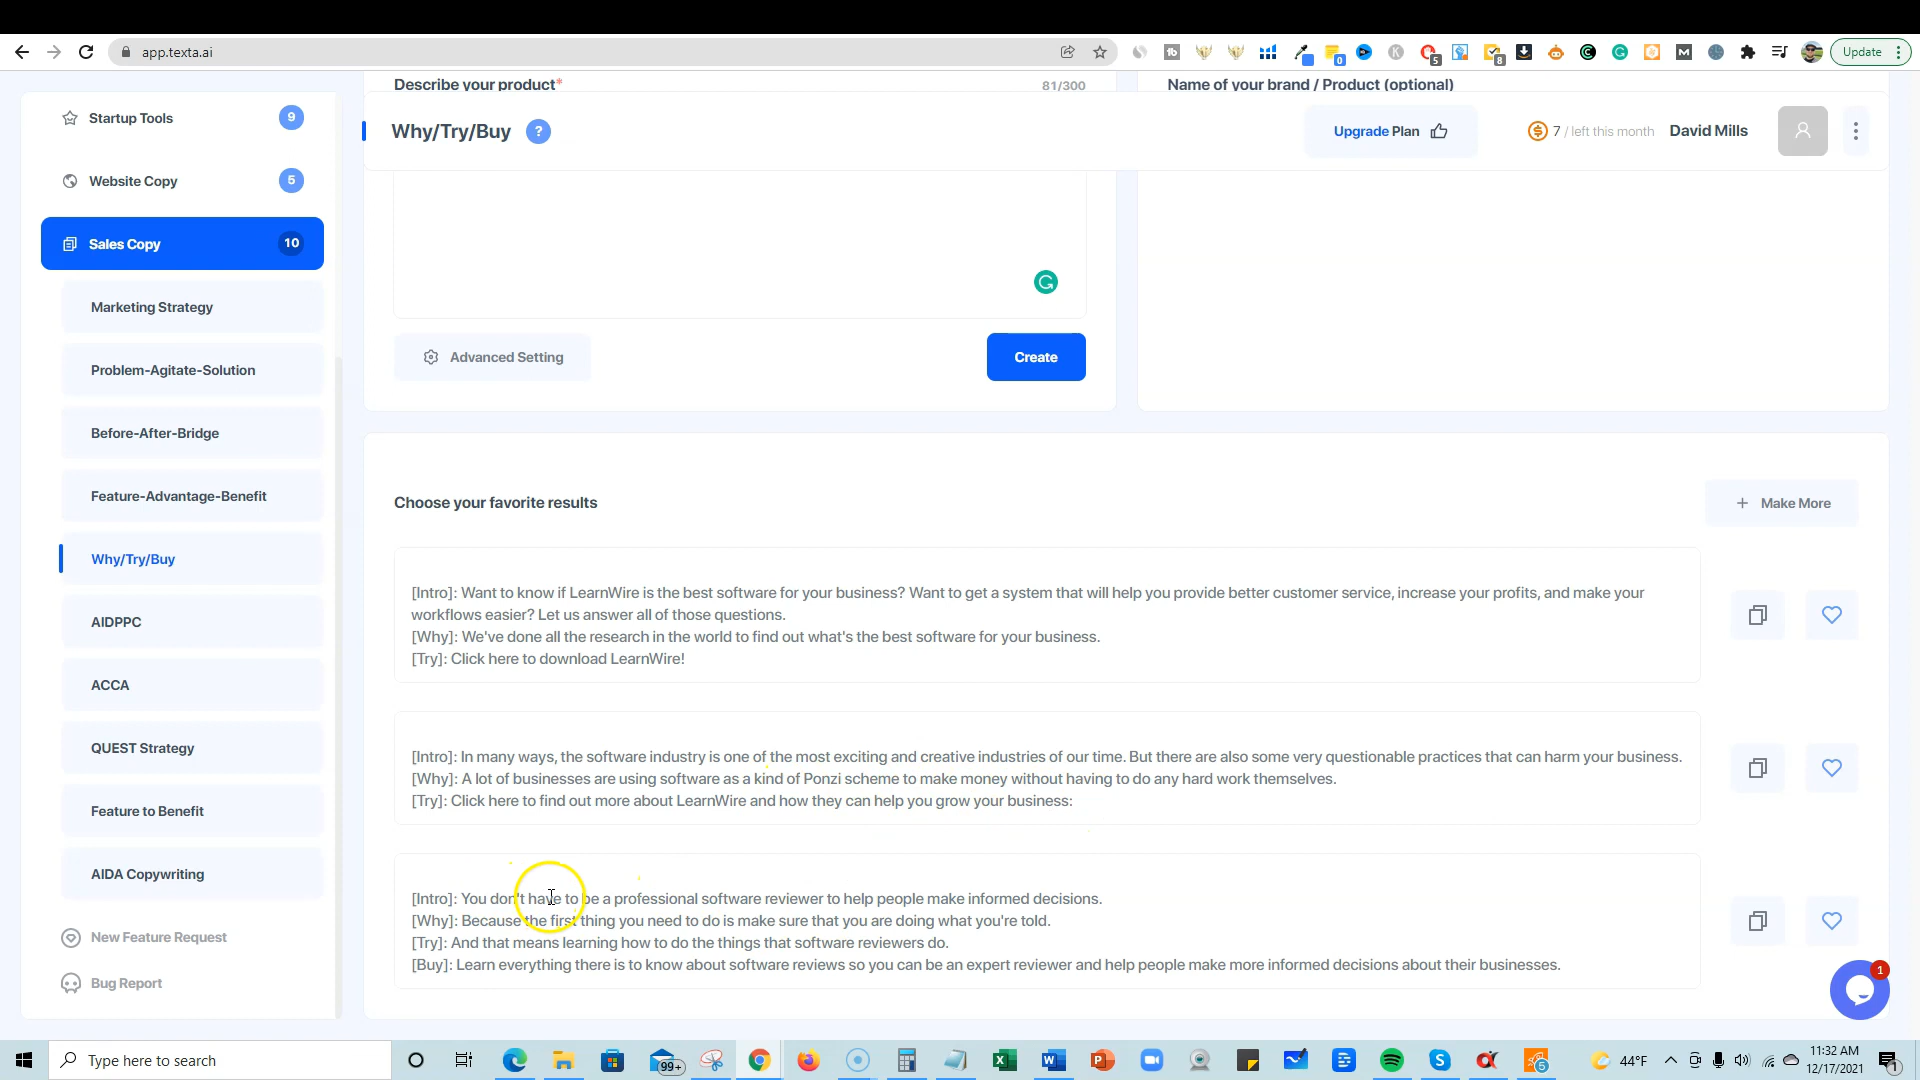 app.texta.ai
0
5
8
Update
Describe your product*
81/300
Name of your brand / Product (optional)
Startup Tools
9
Why/Try/Buy
?
Upgrade Plan
7 / left this month
David Mills
Website Copy
5
Sales Copy
10
Marketing Strategy
Problem-Agitate-Solution
Before-After-Bridge
Feature-Advantage-Benefit
Why/Try/Buy
AIDPPC
ACCA
QUEST Strategy
Feature to Benefit
AIDA Copywriting
New Feature Request
Bug Report
Advanced Setting
Create
Choose your favorite results
+ Make More
[Intro]: Want to know if LearnWire is the best software for your business? Want to get a system that will help you provide better customer service, increase your profits, and make your
workflows easier? Let us answer all of those questions.
[Why]: We've done all the research in the world to find out what's the best software for your business.
[Try]: Click here to download LearnWire!
[Intro]: In many ways, the software industry is one of the most exciting and creative industries of our time. But there are also some very questionable practices that can harm your business.
[Why]: A lot of businesses are using software as a kind of Ponzi scheme to make money without having to do any hard work themselves.
[Try]: Click here to find out more about LearnWire and how they can help you grow your business:
[Intro]: You don't have to be a professional software reviewer to help people make informed decisions.
[Why]: Because the first thing you need to do is make sure that you are doing what you're told.
[Try]: And that means learning how to do the things that software reviewers do.
[Buy]: Learn everything there is to know about software reviews so you can be an expert reviewer and help people make more informed decisions about their businesses.
1
Type here to search
99+
5
44°F
11:32 AM
12/17/2021
1